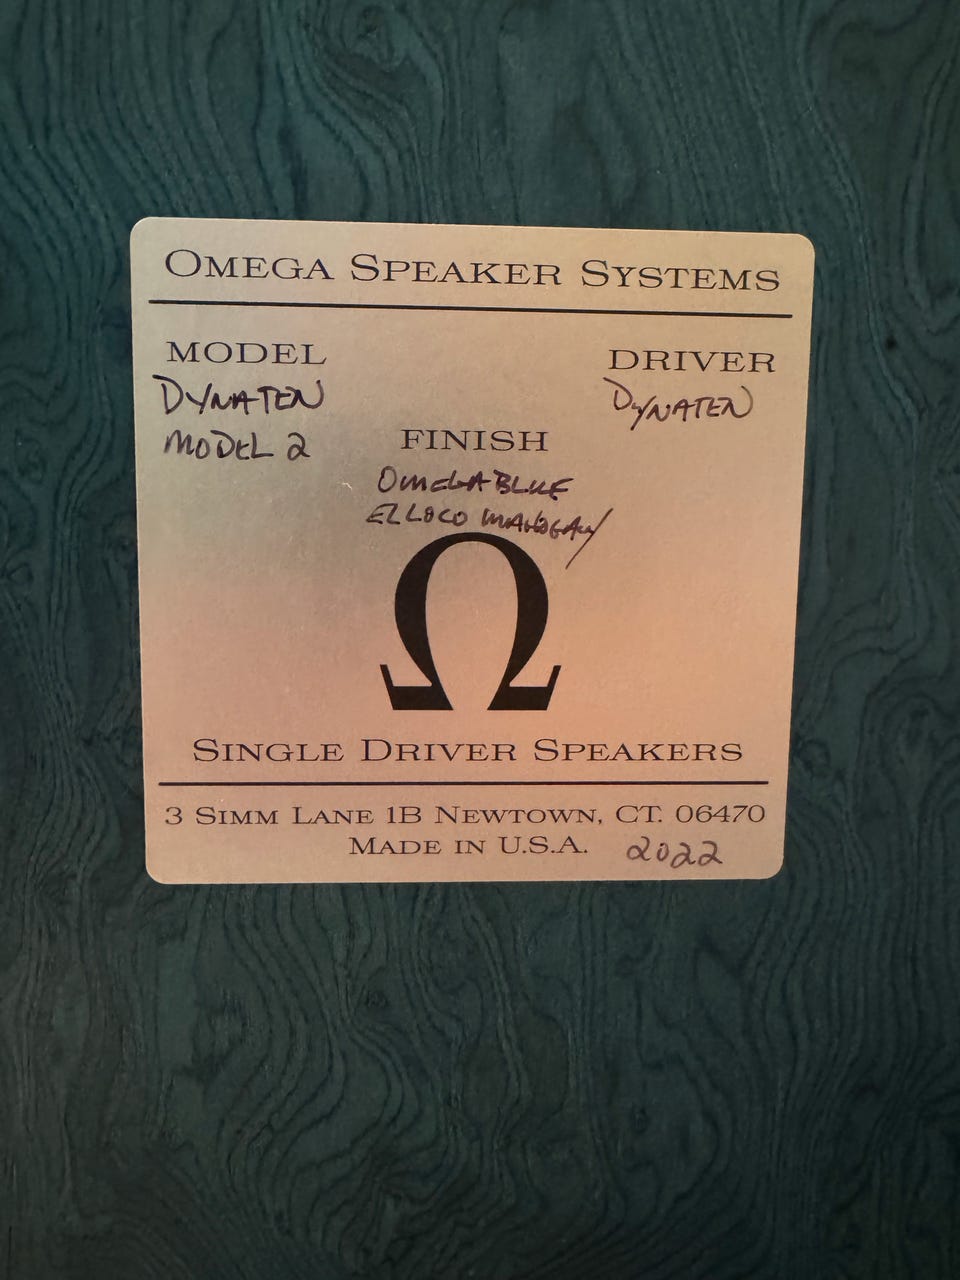 Omega Speaker Systems
MODEL
DRIVER
DYNATEN
DYNATEN
MODEL 2
FINISH
OMEGA BLUE
EL LOCO MAHOGANY
Ω
Single Driver Speakers
3 Simm Lane 1B Newtown, CT. 06470
Made in U.S.A. 2022